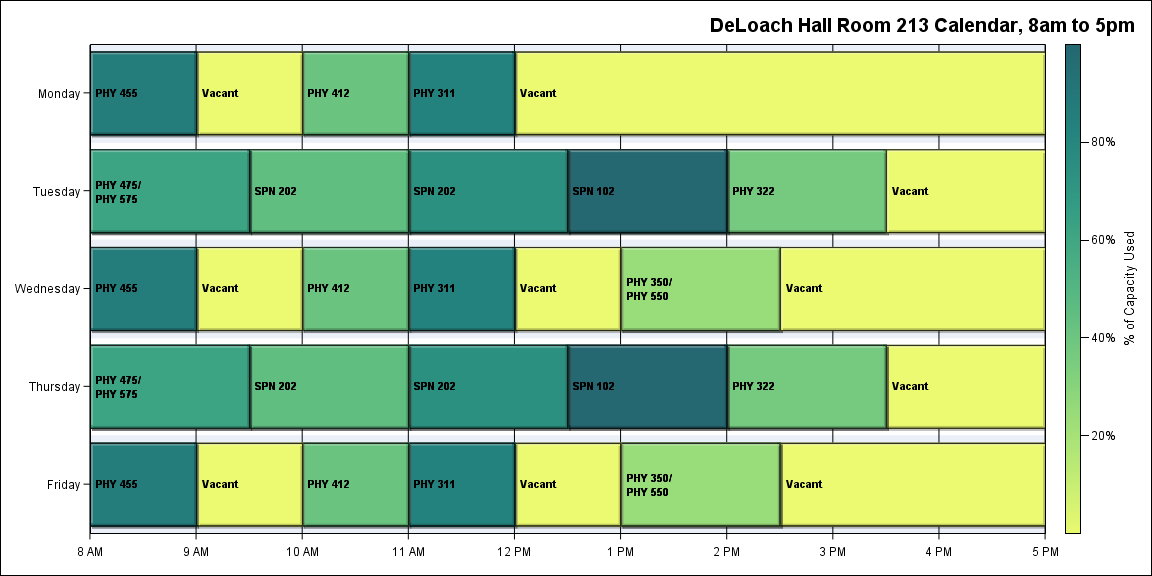 DeLoach Hall Room 213 Calendar, 8am to 5pm
Monday
PHY 455
Vacant
PHY 412
PHY 311
Vacant
Tuesday
PHY 475/
PHY 575
SPN 202
SPN 202
SPN 102
PHY 322
Vacant
Wednesday
PHY 455
Vacant
PHY 412
PHY 311
Vacant
PHY 350/
PHY 550
Vacant
Thursday
PHY 475/
PHY 575
SPN 202
SPN 202
SPN 102
PHY 322
Vacant
Friday
PHY 455
Vacant
PHY 412
PHY 311
Vacant
PHY 350/
PHY 550
Vacant
8 AM
9 AM
10 AM
11 AM
12 PM
1 PM
2 PM
3 PM
4 PM
5 PM
80%
60%
40%
20%
% of Capacity Used